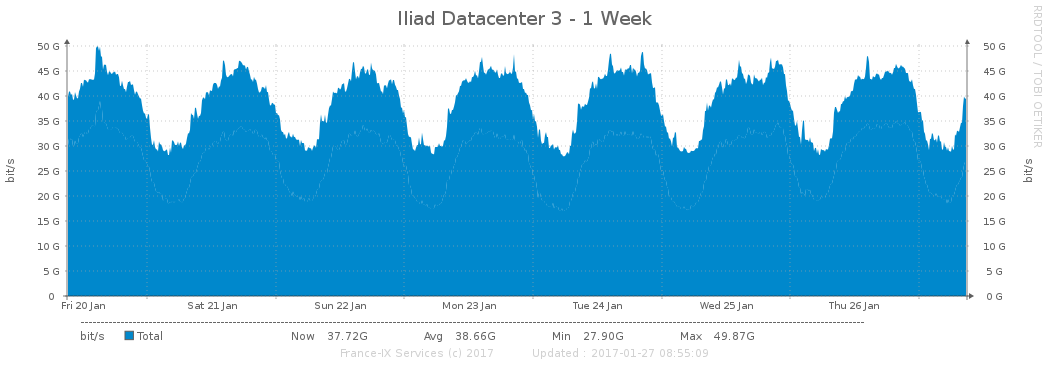 Iliad Datacenter 3 - 1 Week
RRDTOOL / TOBI OETIKER
bit/s
50 G 50 G
45 G 45 G
40 G 40 G
35 G 35 G
30 G 30 G
25 G 25 G
20 G 20 G
15 G 15 G
10 G 10 G
5 G 5 G
0 0 G
bit/s
Fri 20 Jan Sat 21 Jan Sun 22 Jan Mon 23 Jan Tue 24 Jan Wed 25 Jan Thu 26 Jan
bit/s Total Now 37.72G Avg 38.66G Min 27.90G Max 49.87G
France-IX Services (c) 2017 Updated : 2017-01-27 08:55:09